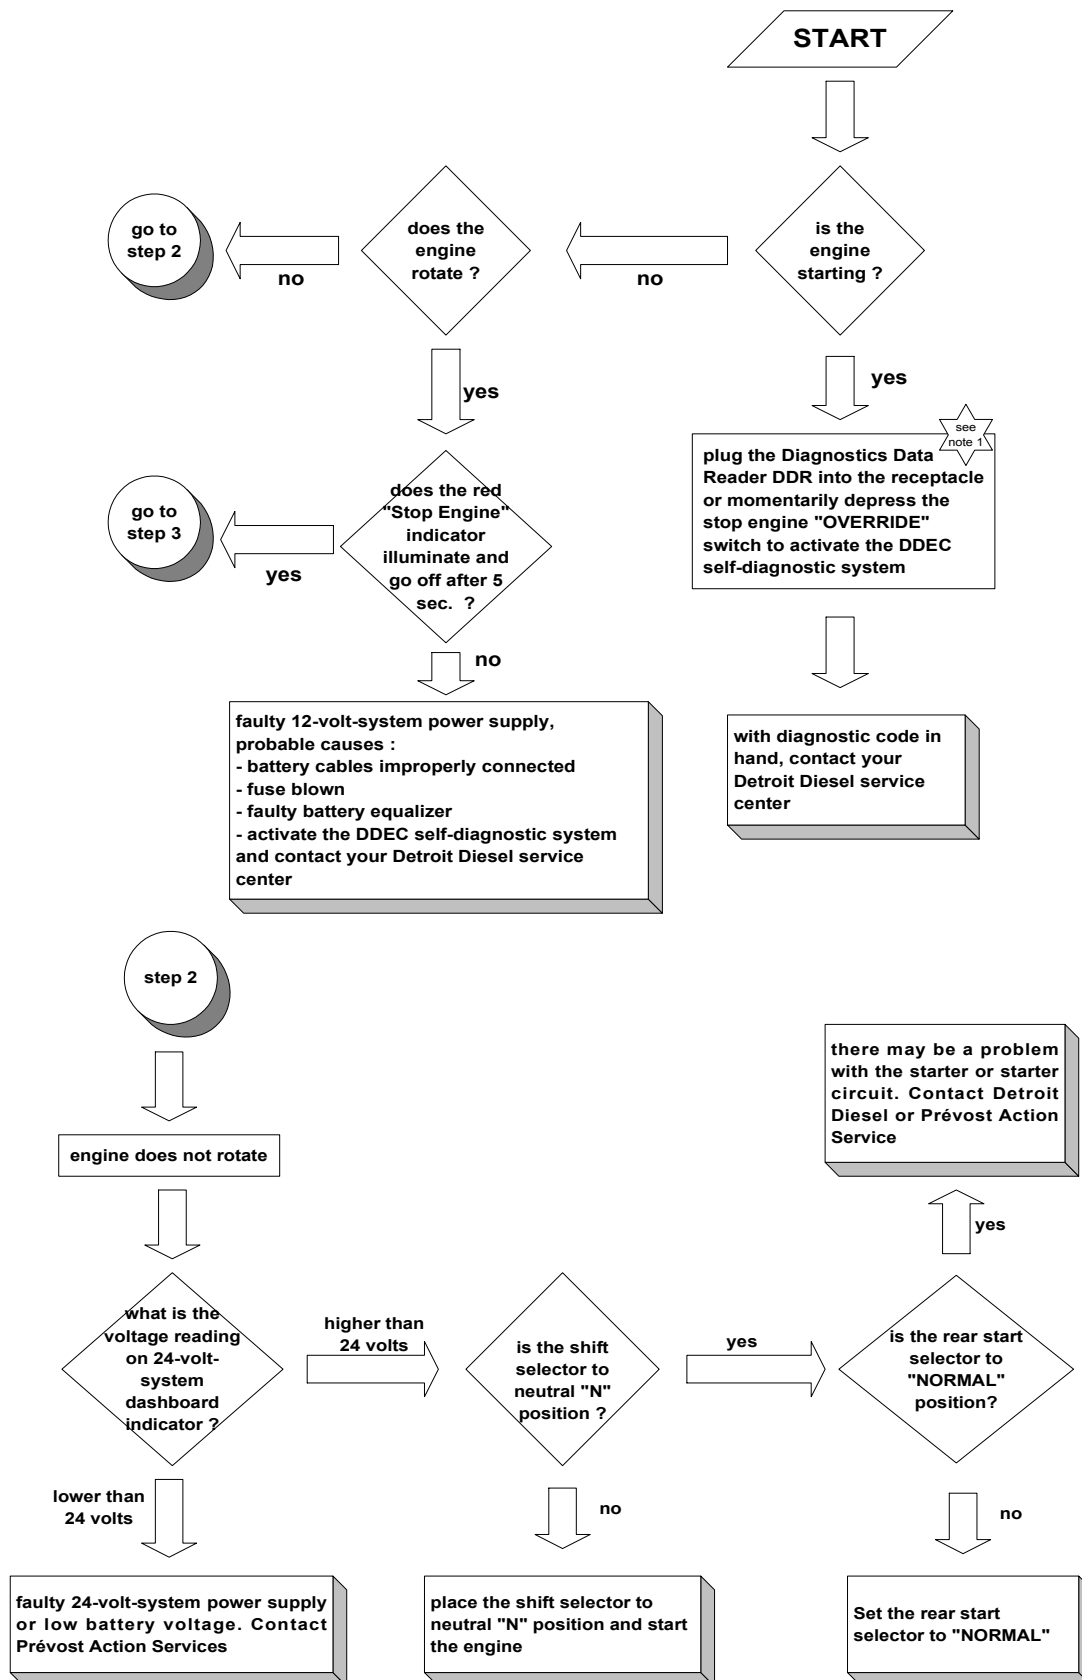 START
is the
engine
starting ?
no
does the
engine
rotate ?
no
go to
step 2
yes
yes
see
note 1
plug the Diagnostics Data
Reader DDR into the receptacle
or momentarily depress the
stop engine "OVERRIDE"
switch to activate the DDEC
self-diagnostic system
does the red
"Stop Engine"
indicator
illuminate and
go off after 5
sec. ?
yes
go to
step 3
no
faulty 12-volt-system power supply,
probable causes :
- battery cables improperly connected
- fuse blown
- faulty battery equalizer
- activate the DDEC self-diagnostic system
and contact your Detroit Diesel service
center
with diagnostic code in
hand, contact your
Detroit Diesel service
center
step 2
engine does not rotate
what is the
voltage reading
on 24-volt-
system
dashboard
indicator ?
higher than
24 volts
is the shift
selector to
neutral "N"
position ?
yes
is the rear start
selector to
"NORMAL"
position?
yes
there may be a problem
with the starter or starter
circuit. Contact Detroit
Diesel or Prévost Action
Service
lower than
24 volts
no
no
faulty 24-volt-system power supply
or low battery voltage. Contact
Prévost Action Services
place the shift selector to
neutral "N" position and start
the engine
Set the rear start
selector to "NORMAL"